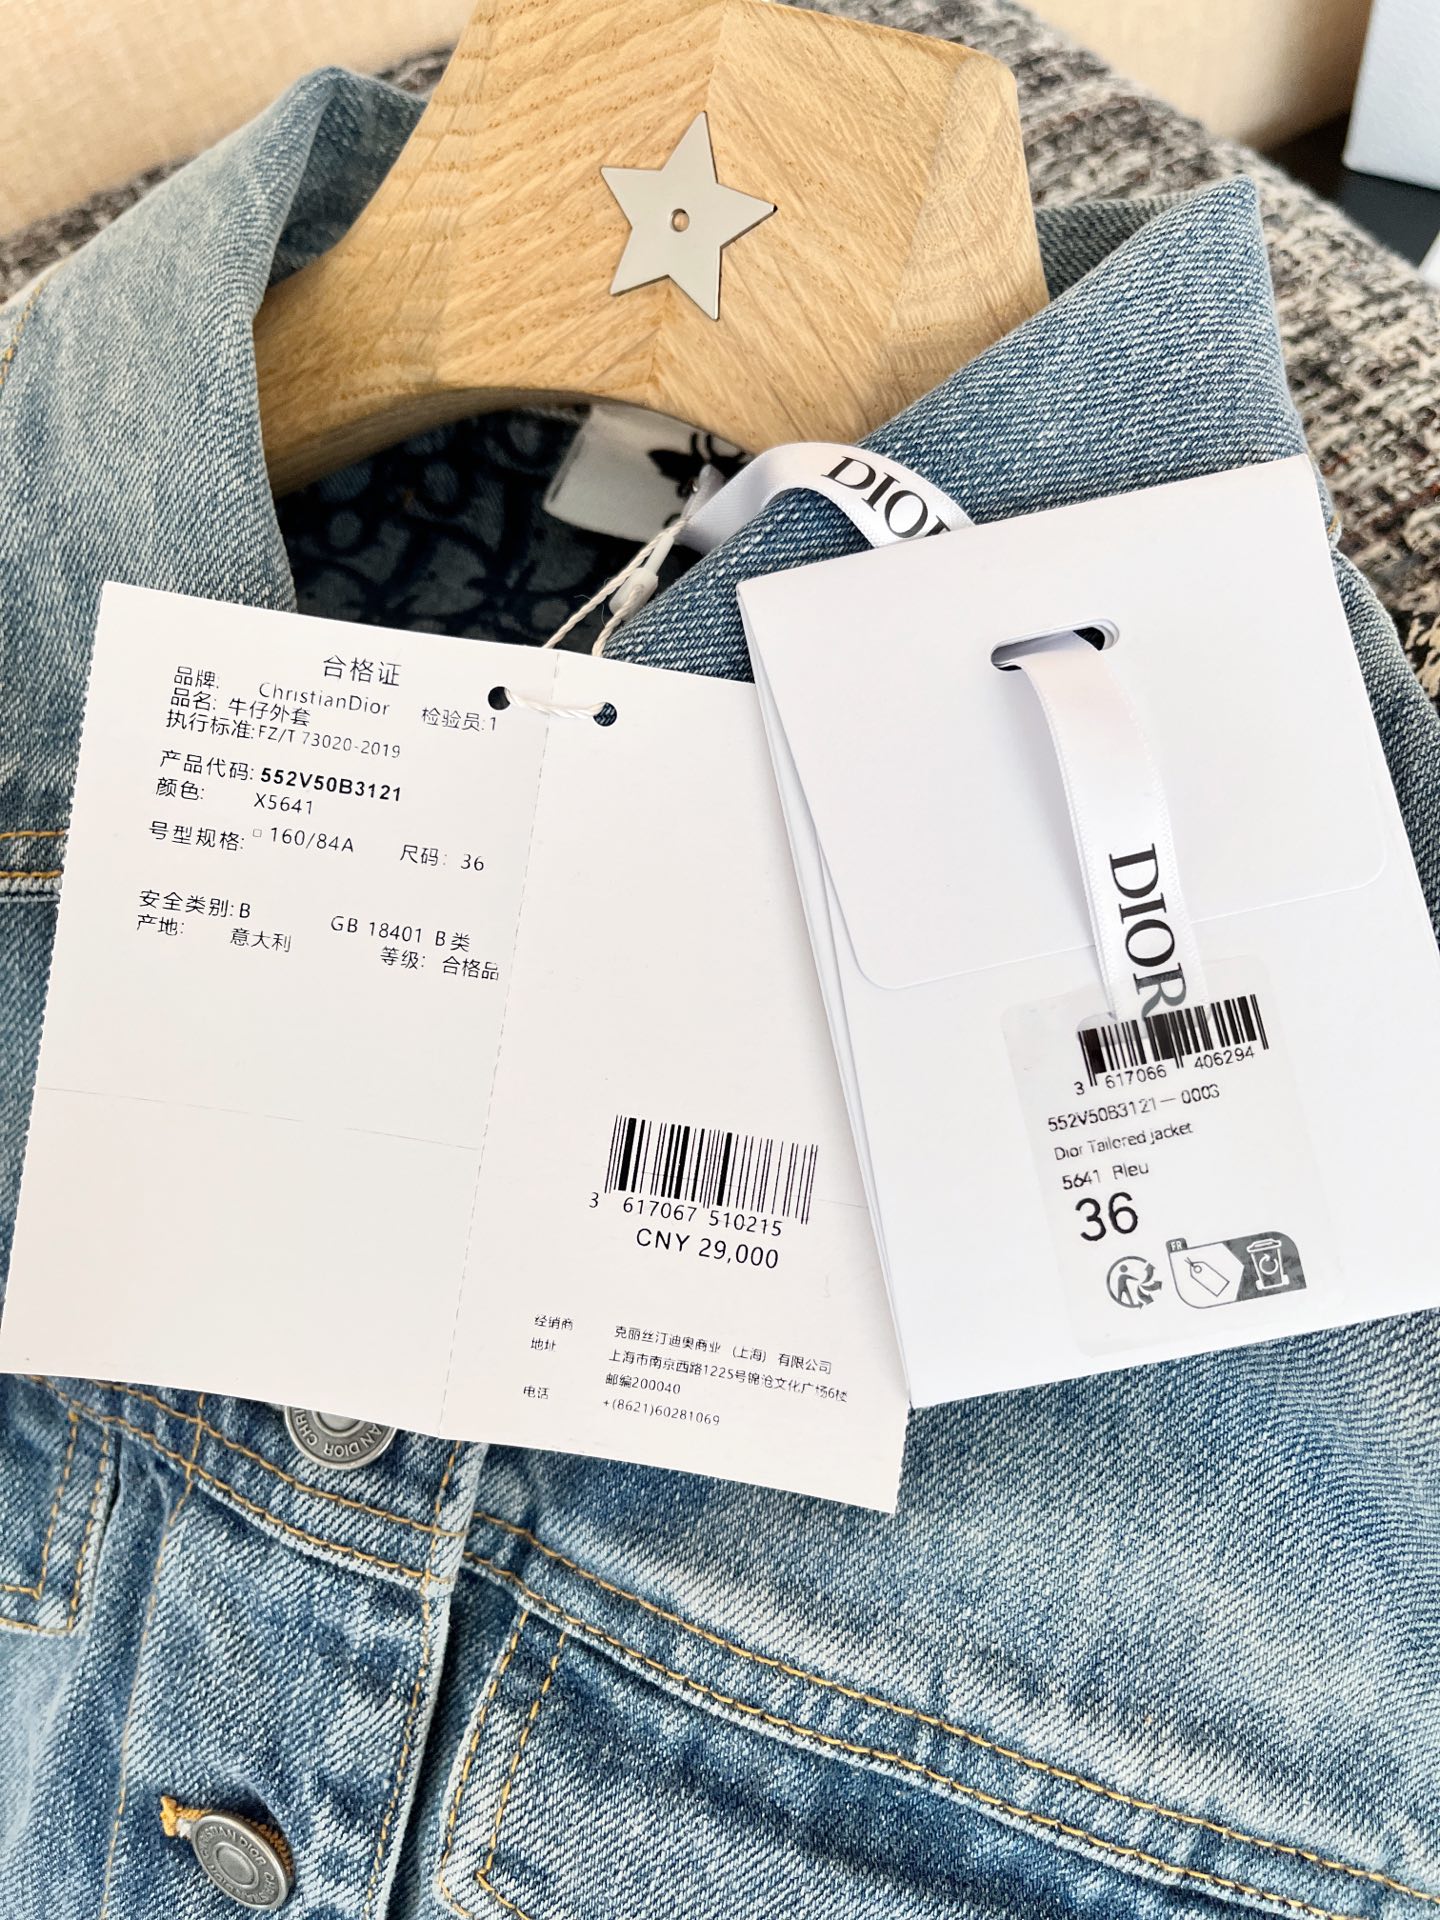 DIOR
合格证
品牌: ChristianDior
品名: 牛仔外套 检验员:1
执行标准:FZ/T 73020-2019
产品代码: 552V50B3121
颜色: X5641
号型规格: 160/84A 尺码: 36
安全类别:B GB 18401 B类
产地: 意大利 等级: 合格品
3 617067 510215
CNY 29,000
经销商 克丽丝汀迪奥商业 (上海) 有限公司
地址 上海市南京西路1225号锦沧文化广场6楼
邮编200040
电话 +(8621)60281069
DIOR
3 617066 406294
552V50B3121-0003
Dior Tailored jacket
5641 Bleu
36
FR
AN DIOR CHR
CHRISTIAN DIOR